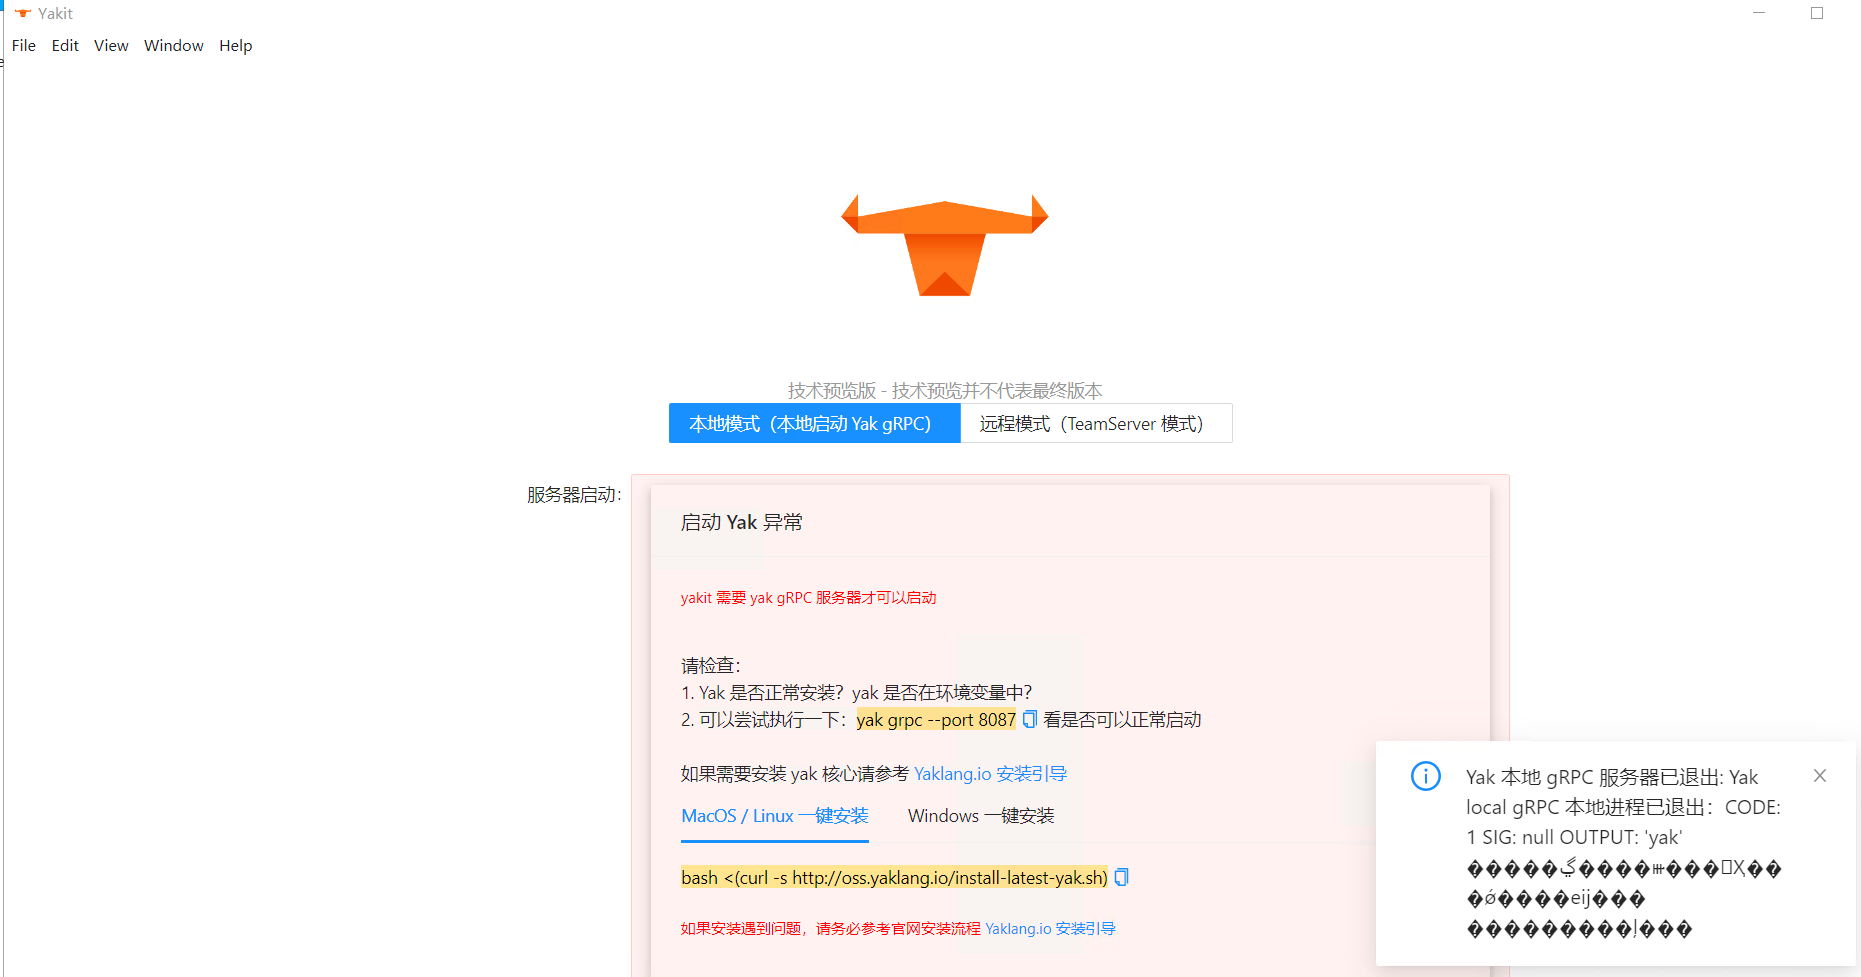 Yakit
File Edit View Window Help
技术预览版 - 技术预览并不代表最终版本
本地模式（本地启动 Yak gRPC） 远程模式（TeamServer 模式）
服务器启动：
启动 Yak 异常
yakit 需要 yak gRPC 服务器才可以启动
请检查：
1. Yak 是否正常安装？yak 是否在环境变量中？
2. 可以尝试执行一下：yak grpc --port 8087 看是否可以正常启动
如果需要安装 yak 核心请参考 Yaklang.io 安装引导
MacOS / Linux 一键安装 Windows 一键安装
bash <(curl -s http://oss.yaklang.io/install-latest-yak.sh)
如果安装遇到问题，请务必参考官网安装流程 Yaklang.io 安装引导
Yak 本地 gRPC 服务器已退出: Yak
local gRPC 本地进程已退出：CODE:
1 SIG: null OUTPUT: 'yak'